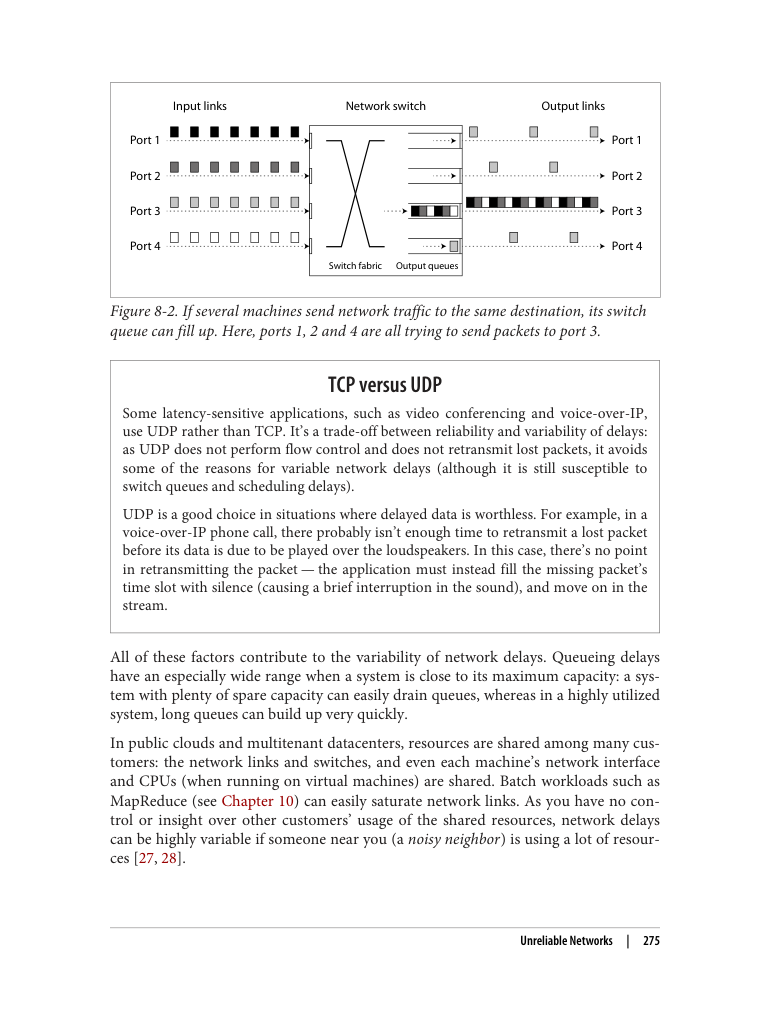 Input links Network switch Output links
Port 1 Port 1
Port 2 Port 2
Port 3 Port 3
Port 4 Port 4
Switch fabric Output queues
Figure 8-2. If several machines send network traffic to the same destination, its switch
queue can fill up. Here, ports 1, 2 and 4 are all trying to send packets to port 3.
TCP versus UDP
Some latency-sensitive applications, such as video conferencing and voice-over-IP,
use UDP rather than TCP. It’s a trade-off between reliability and variability of delays:
as UDP does not perform flow control and does not retransmit lost packets, it avoids
some of the reasons for variable network delays (although it is still susceptible to
switch queues and scheduling delays).
UDP is a good choice in situations where delayed data is worthless. For example, in a
voice-over-IP phone call, there probably isn’t enough time to retransmit a lost packet
before its data is due to be played over the loudspeakers. In this case, there’s no point
in retransmitting the packet — the application must instead fill the missing packet’s
time slot with silence (causing a brief interruption in the sound), and move on in the
stream.
All of these factors contribute to the variability of network delays. Queueing delays
have an especially wide range when a system is close to its maximum capacity: a sys-
tem with plenty of spare capacity can easily drain queues, whereas in a highly utilized
system, long queues can build up very quickly.
In public clouds and multitenant datacenters, resources are shared among many cus-
tomers: the network links and switches, and even each machine’s network interface
and CPUs (when running on virtual machines) are shared. Batch workloads such as
MapReduce (see Chapter 10) can easily saturate network links. As you have no con-
trol or insight over other customers’ usage of the shared resources, network delays
can be highly variable if someone near you (a noisy neighbor) is using a lot of resour-
ces [27, 28].
Unreliable Networks | 275